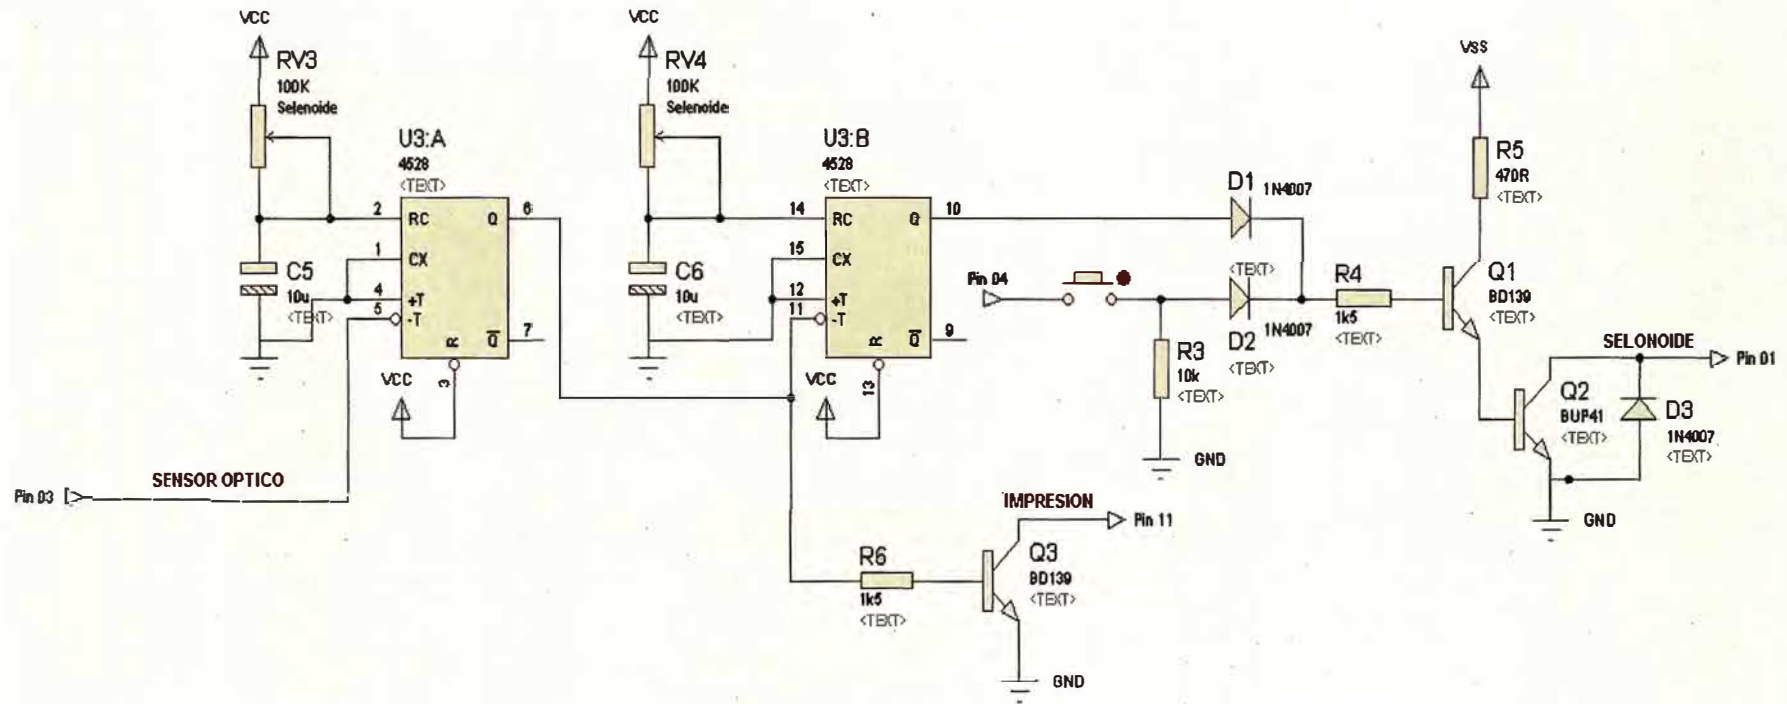 VCC
RV3
100K
Selenoide
U3:A
4528
<TEXT>
2 RC Q 6
1 CX
4 +T
5 -T
R Q 7
3
C5
10u
<TEXT>
VCC
SENSOR OPTICO
Pin 03
VCC
RV4
100K
Selenoide
U3:B
4528
<TEXT>
14 RC Q 10
15 CX
12 +T
11 -T
R Q 9
13
C6
10u
<TEXT>
VCC
Pin 04
D1 1N4007
<TEXT>
1N4007
D2
<TEXT>
R3
10k
<TEXT>
GND
R4
1k5
<TEXT>
VSS
R5
470R
<TEXT>
Q1
BD139
<TEXT>
SELONOIDE
Pin 01
Q2
BUP41
<TEXT>
D3
1N4007
<TEXT>
GND
IMPRESION
Pin 11
R6
1k5
<TEXT>
Q3
BD139
<TEXT>
GND